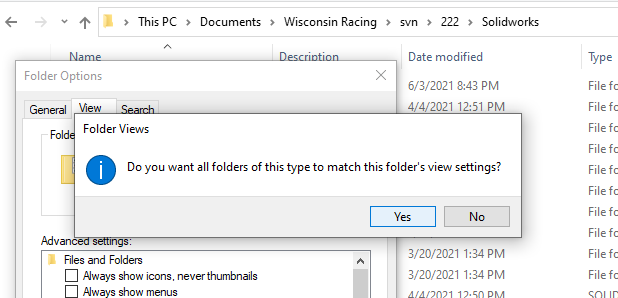 This PC > Documents > Wisconsin Racing > svn > 222 > Solidworks
Name Description Date modified Type
Folder Options
6/3/2021 8:43 PM File fo
4/4/2021 12:51 PM File fo
General View Search
Folder Views
Folde
File fo
Do you want all folders of this type to match this folder's view settings?
File fo
File fo
File fo
Yes No
File fo
Advanced settings:
File fo
Files and Folders
3/20/2021 1:34 PM File fo
Always show icons, never thumbnails
3/20/2021 1:34 PM File fo
Always show menus
4/4/2021 12:50 PM SOLID